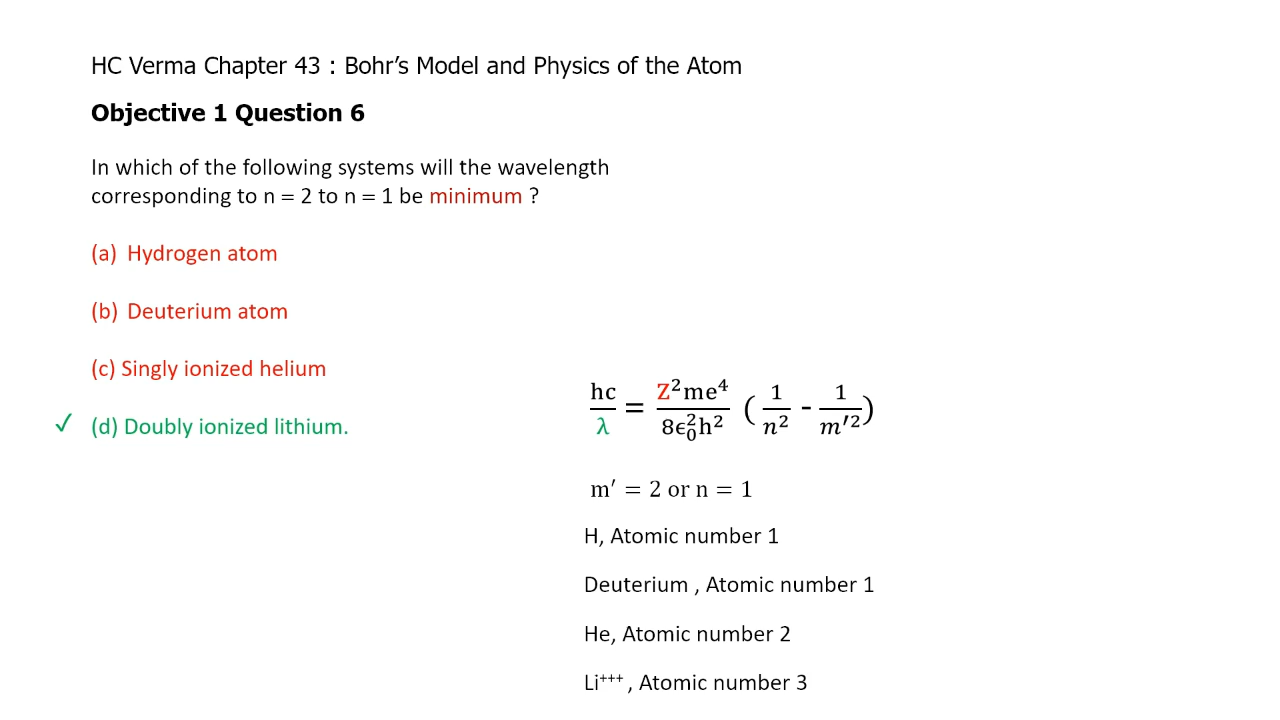 HC Verma Chapter 43 : Bohr’s Model and Physics of the Atom
Objective 1 Question 6
In which of the following systems will the wavelength
corresponding to n = 2 to n = 1 be minimum ?
(a) Hydrogen atom
(b) Deuterium atom
(c) Singly ionized helium
✓ (d) Doubly ionized lithium.
hc/λ = Z²me⁴/8ϵ₀²h² (1/n² - 1/m′²)
m′ = 2 or n = 1
H, Atomic number 1
Deuterium , Atomic number 1
He, Atomic number 2
Li⁺⁺⁺ , Atomic number 3